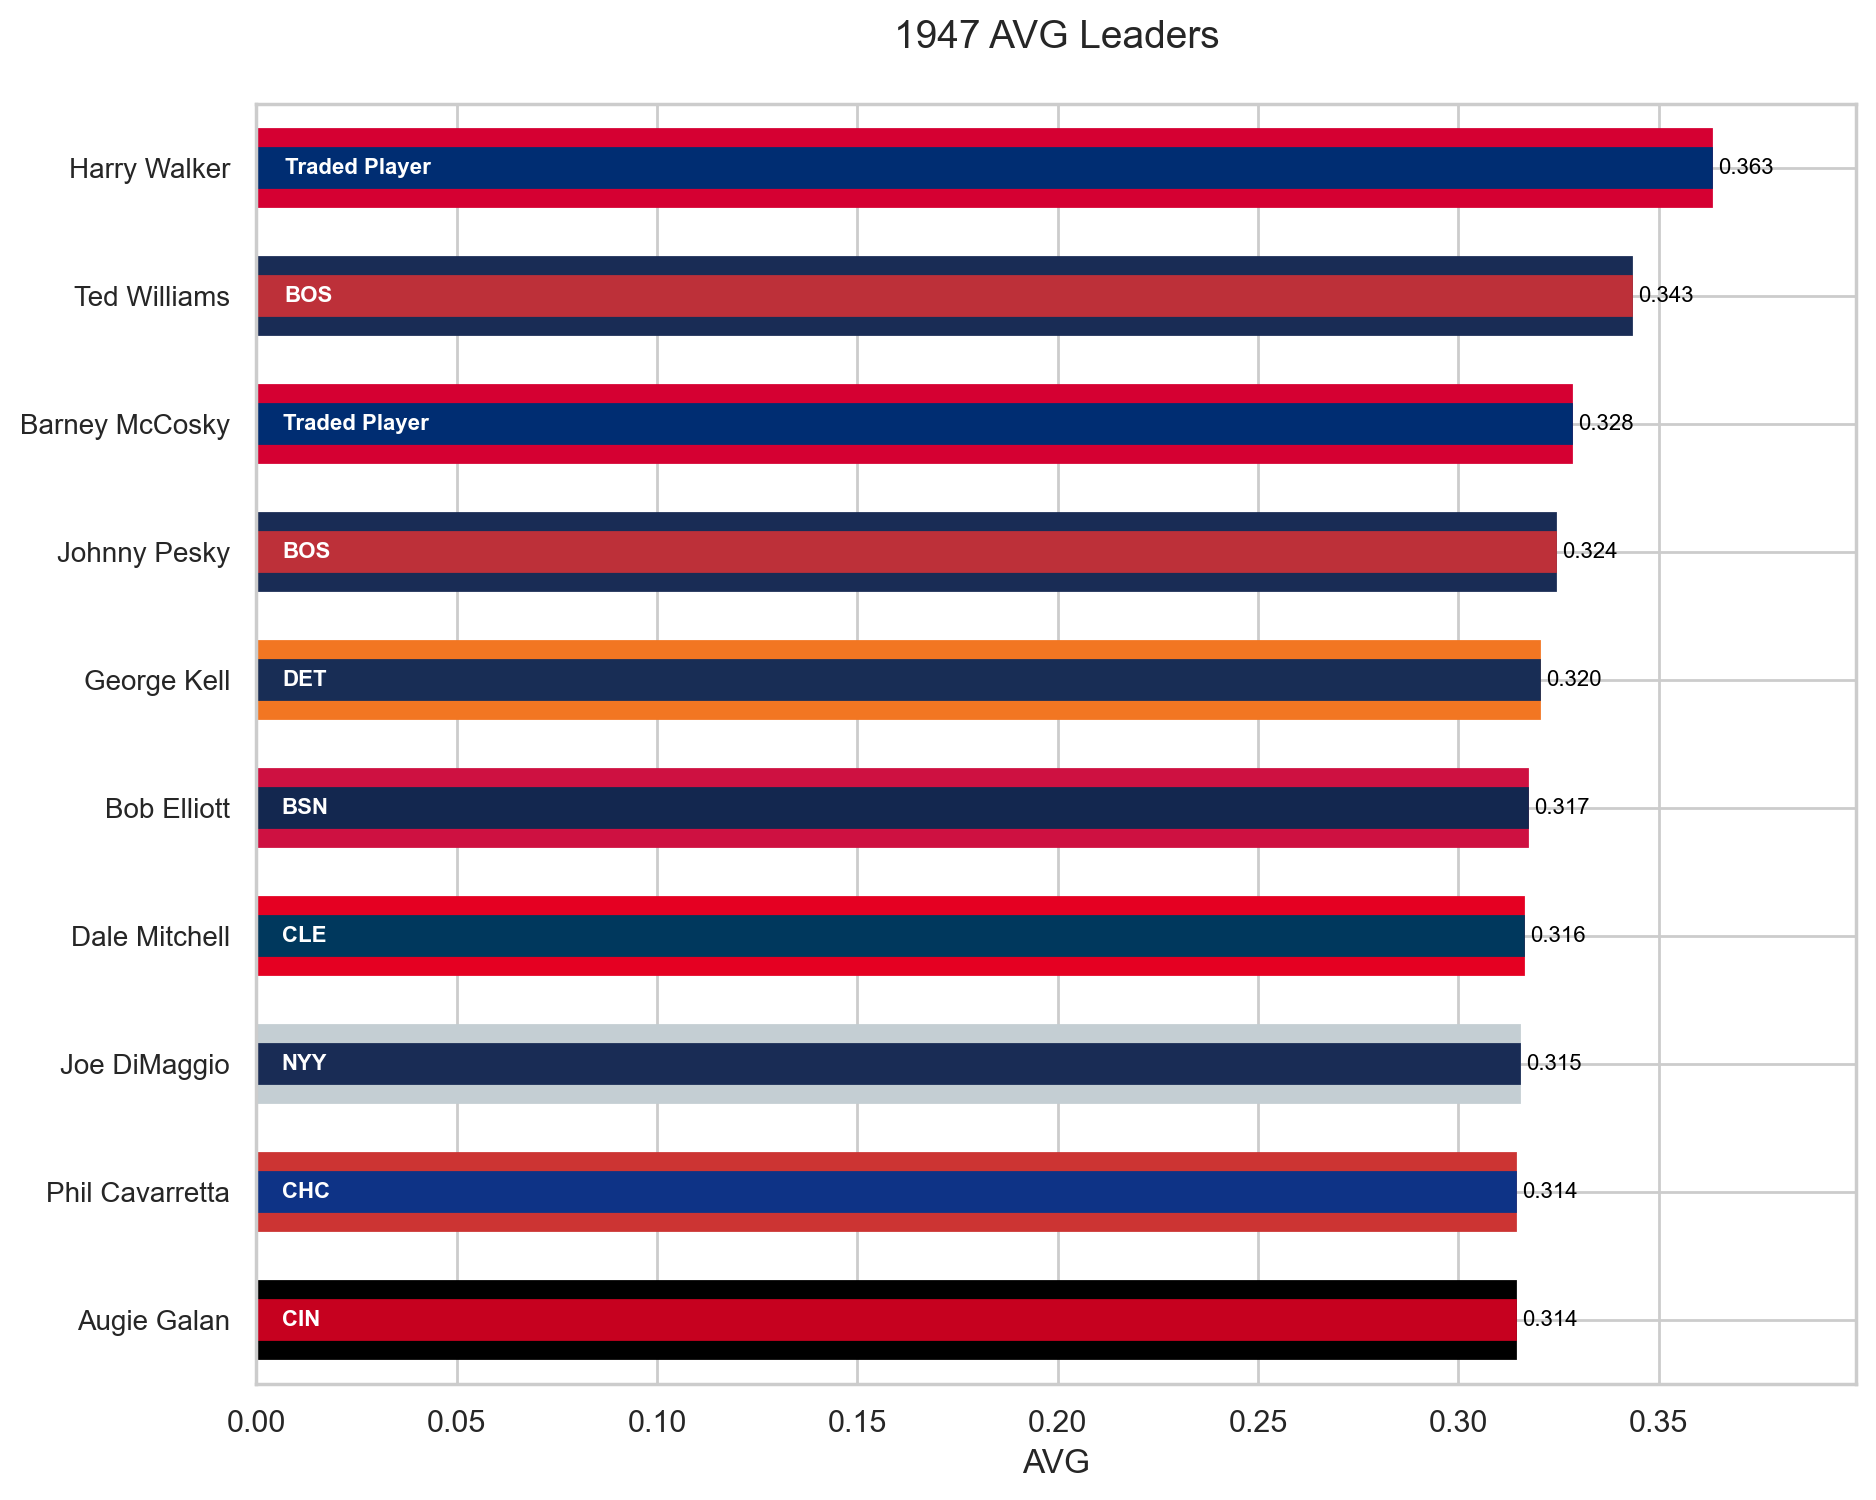 1947 AVG Leaders
Harry Walker
Traded Player
0.363
Ted Williams
BOS
0.343
Barney McCosky
Traded Player
0.328
Johnny Pesky
BOS
0.324
George Kell
DET
0.320
Bob Elliott
BSN
0.317
Dale Mitchell
CLE
0.316
Joe DiMaggio
NYY
0.315
Phil Cavarretta
CHC
0.314
Augie Galan
CIN
0.314
0.00 0.05 0.10 0.15 0.20 0.25 0.30 0.35
AVG